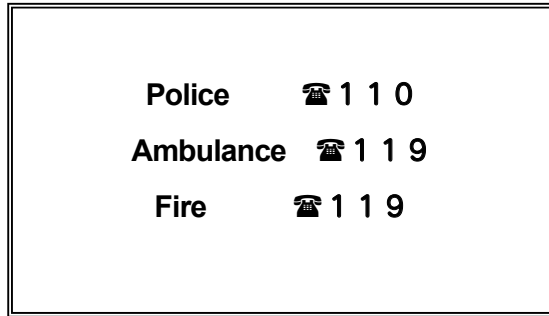 Police ☎１１０
Ambulance ☎１１９
Fire ☎１１９